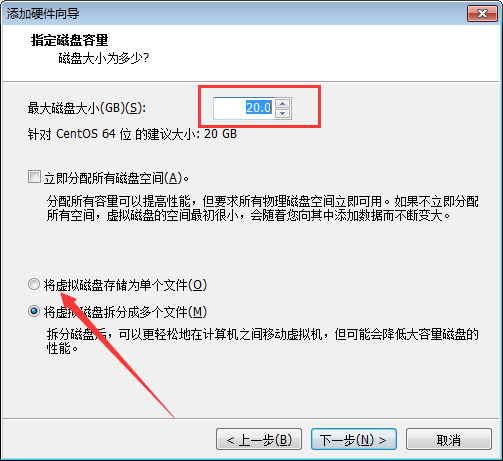 添加硬件向导
指定磁盘容量
磁盘大小为多少?
最大磁盘大小(GB)(S):
20.0
针对 CentOS 64 位 的建议大小: 20 GB
立即分配所有磁盘空间(A)。
分配所有容量可以提高性能，但要求所有物理磁盘空间立即可用。如果不立即分配
所有空间，虚拟磁盘的空间最初很小，会随着您向其中添加数据而不断变大。
将虚拟磁盘存储为单个文件(O)
将虚拟磁盘拆分成多个文件(M)
拆分磁盘后，可以更轻松地在计算机之间移动虚拟机，但可能会降低大容量磁盘的
性能。
< 上一步(B)
下一步(N) >
取消